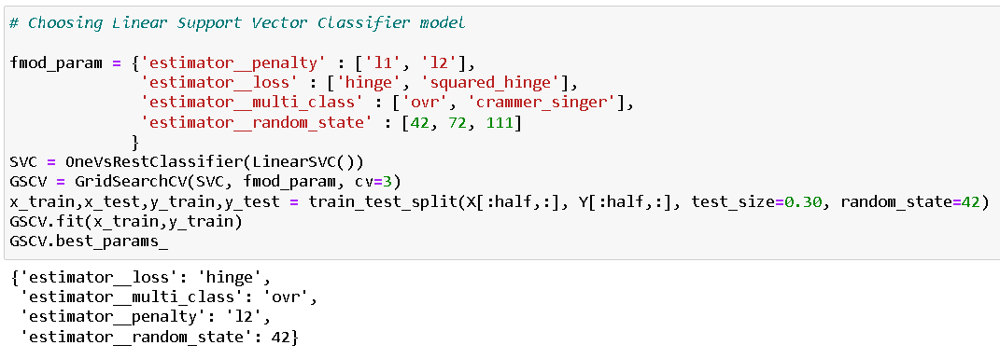 # Choosing Linear Support Vector Classifier model
fmod_param = {'estimator__penalty' : ['l1', 'l2'],
'estimator__loss' : ['hinge', 'squared_hinge'],
'estimator__multi_class' : ['ovr', 'crammer_singer'],
'estimator__random_state' : [42, 72, 111]
}
SVC = OneVsRestClassifier(LinearSVC())
GSCV = GridSearchCV(SVC, fmod_param, cv=3)
x_train,x_test,y_train,y_test = train_test_split(X[:half,:], Y[:half,:], test_size=0.30, random_state=42)
GSCV.fit(x_train,y_train)
GSCV.best_params_
{'estimator__loss': 'hinge',
'estimator__multi_class': 'ovr',
'estimator__penalty': 'l2',
'estimator__random_state': 42}